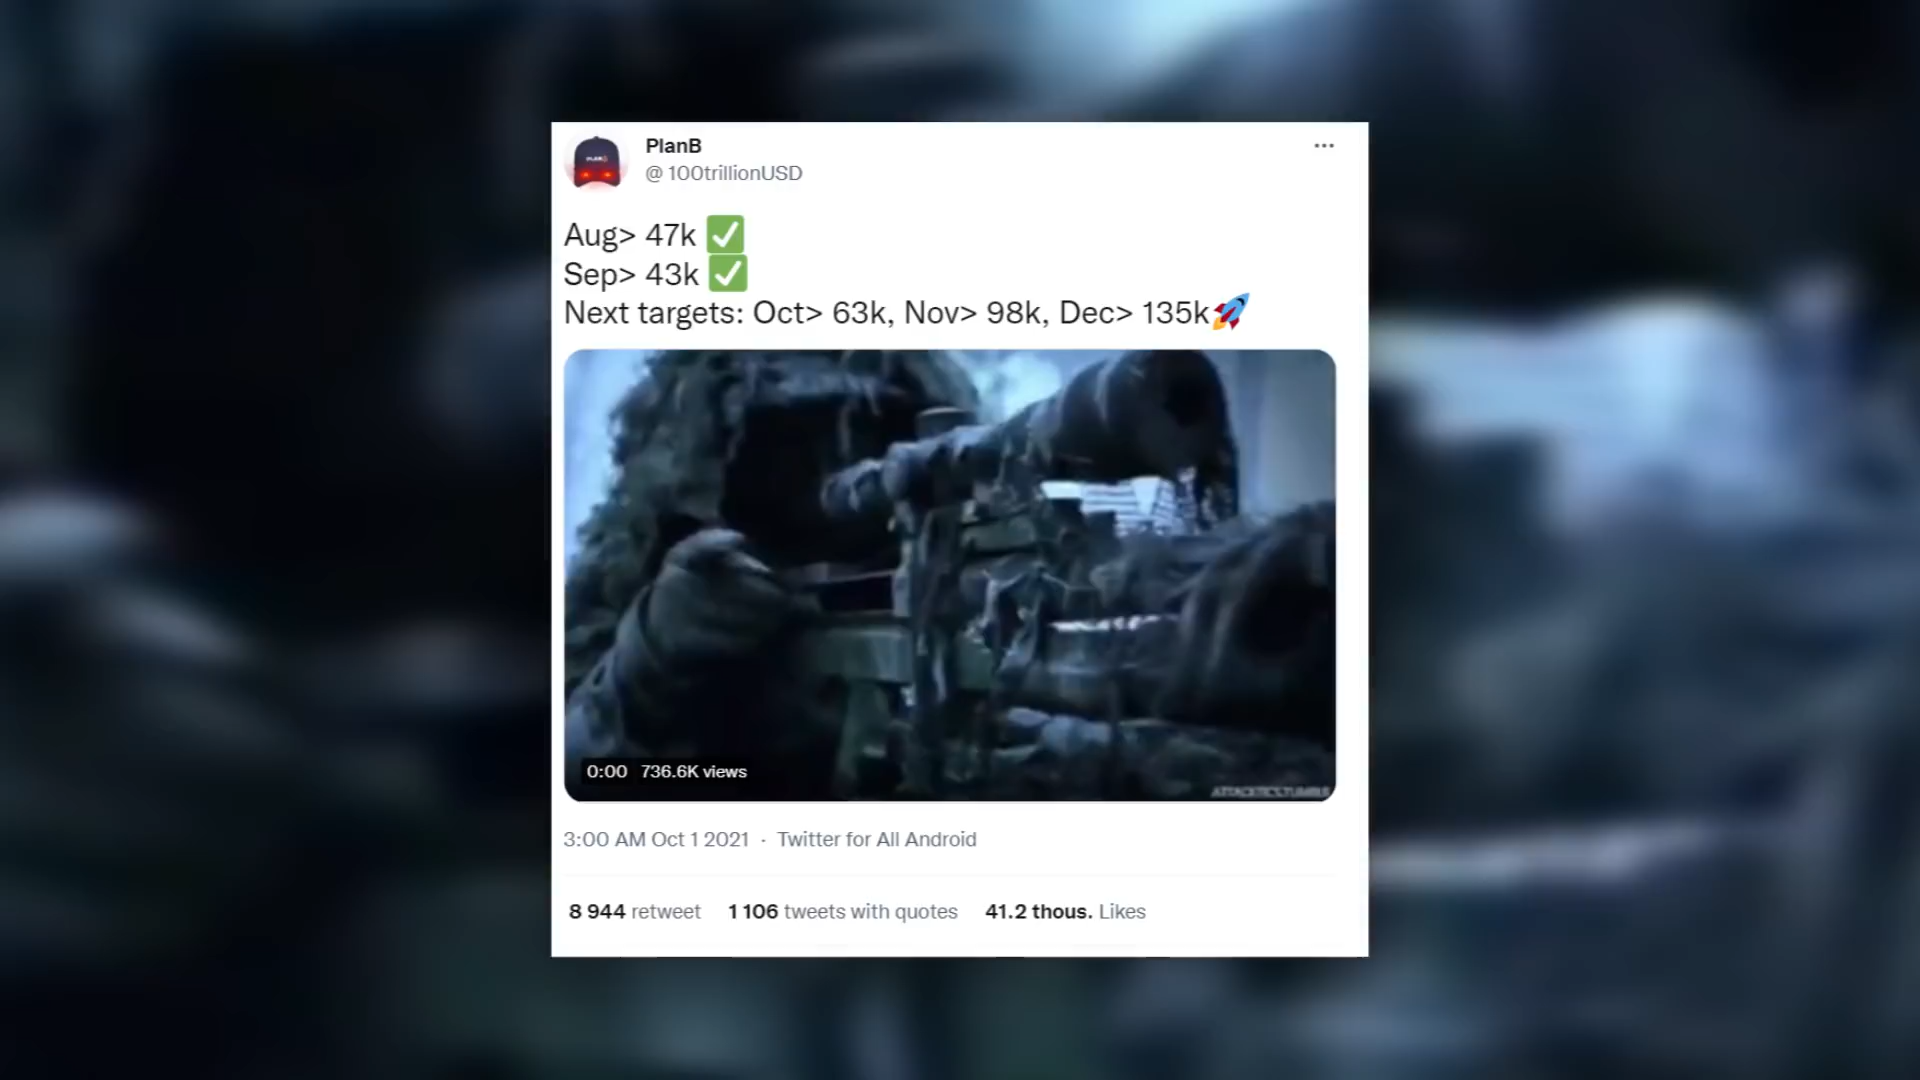 PlanB
@100trillionUSD
Aug> 47k ✅
Sep> 43k ✅
Next targets: Oct> 63k, Nov> 98k, Dec> 135k🚀
0:00 736.6K views
3:00 AM Oct 1 2021 · Twitter for All Android
8 944 retweet 1 106 tweets with quotes 41.2 thous. Likes